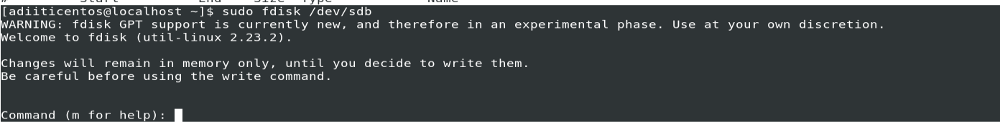 # Start End Size Type Name
[adiiticentos@localhost ~]$ sudo fdisk /dev/sdb
WARNING: fdisk GPT support is currently new, and therefore in an experimental phase. Use at your own discretion.
Welcome to fdisk (util-linux 2.23.2).
Changes will remain in memory only, until you decide to write them.
Be careful before using the write command.
Command (m for help):